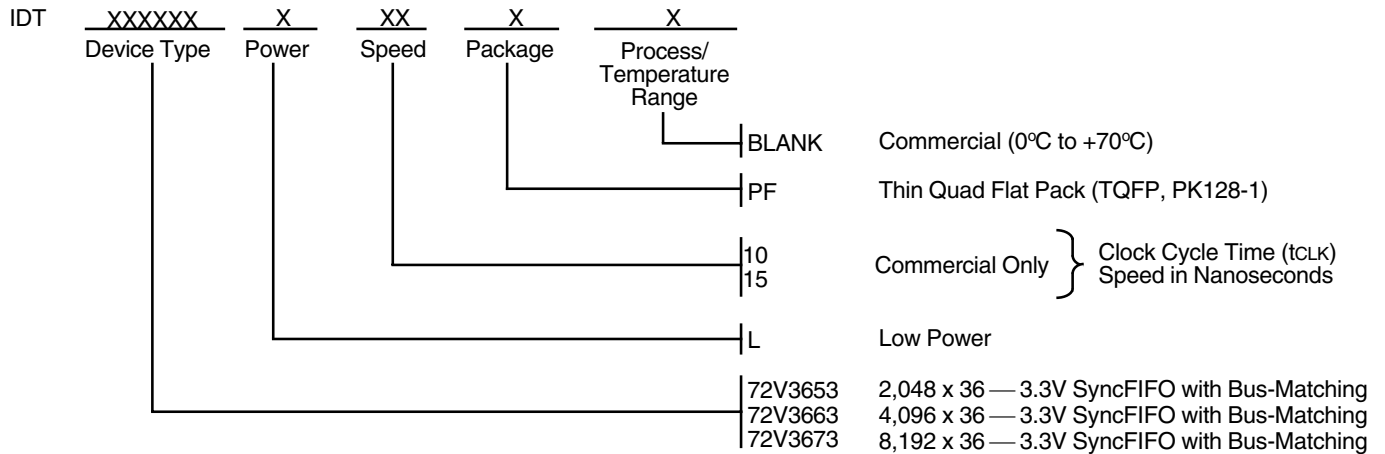 IDT XXXXXX X XX X X
Device Type Power Speed Package Process/
Temperature
Range
BLANK Commercial (0ºC to +70ºC)
PF Thin Quad Flat Pack (TQFP, PK128-1)
10
15
Commercial Only
Clock Cycle Time (tCLK)
Speed in Nanoseconds
L Low Power
72V3653 2,048 x 36 — 3.3V SyncFIFO with Bus-Matching
72V3663 4,096 x 36 — 3.3V SyncFIFO with Bus-Matching
72V3673 8,192 x 36 — 3.3V SyncFIFO with Bus-Matching